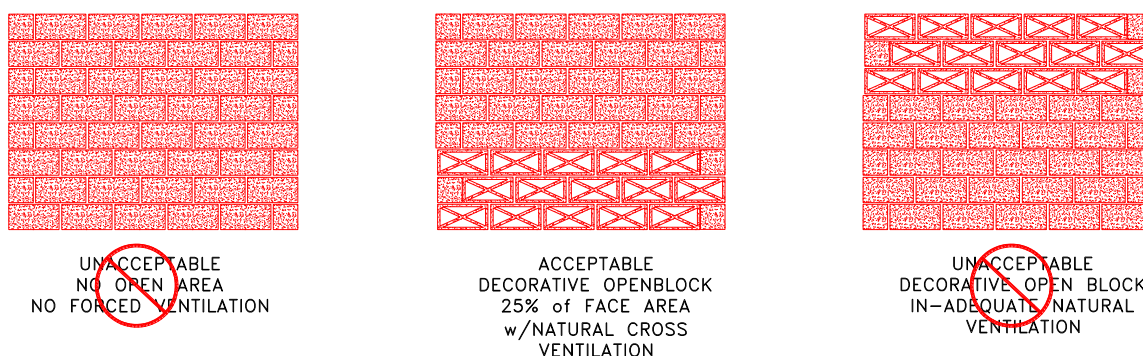 UNACCEPTABLE
NO OPEN AREA
NO FORCED VENTILATION
ACCEPTABLE
DECORATIVE OPENBLOCK
25% of FACE AREA
w/NATURAL CROSS
VENTILATION
UNACCEPTABLE
DECORATIVE OPEN BLOCK
IN-ADEQUATE NATURAL
VENTILATION